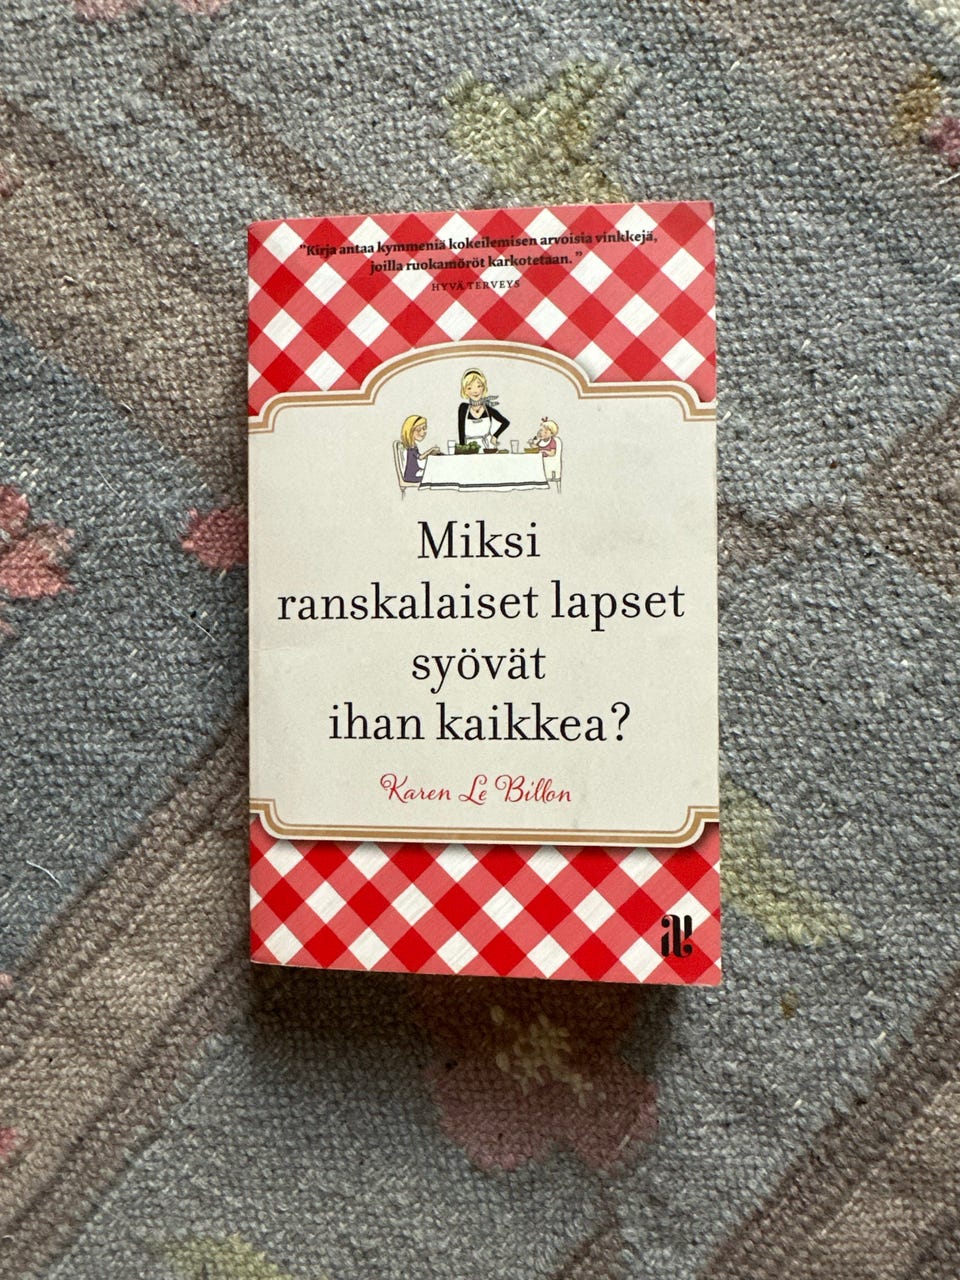 "Kirja antaa kymmeniä kokeilemisen arvoisia vinkkejä,
joilla ruokamöröt karkotetaan."
HYVÄ TERVEYS
Miksi
ranskalaiset lapset
syövät
ihan kaikkea?
Karen Le Billon